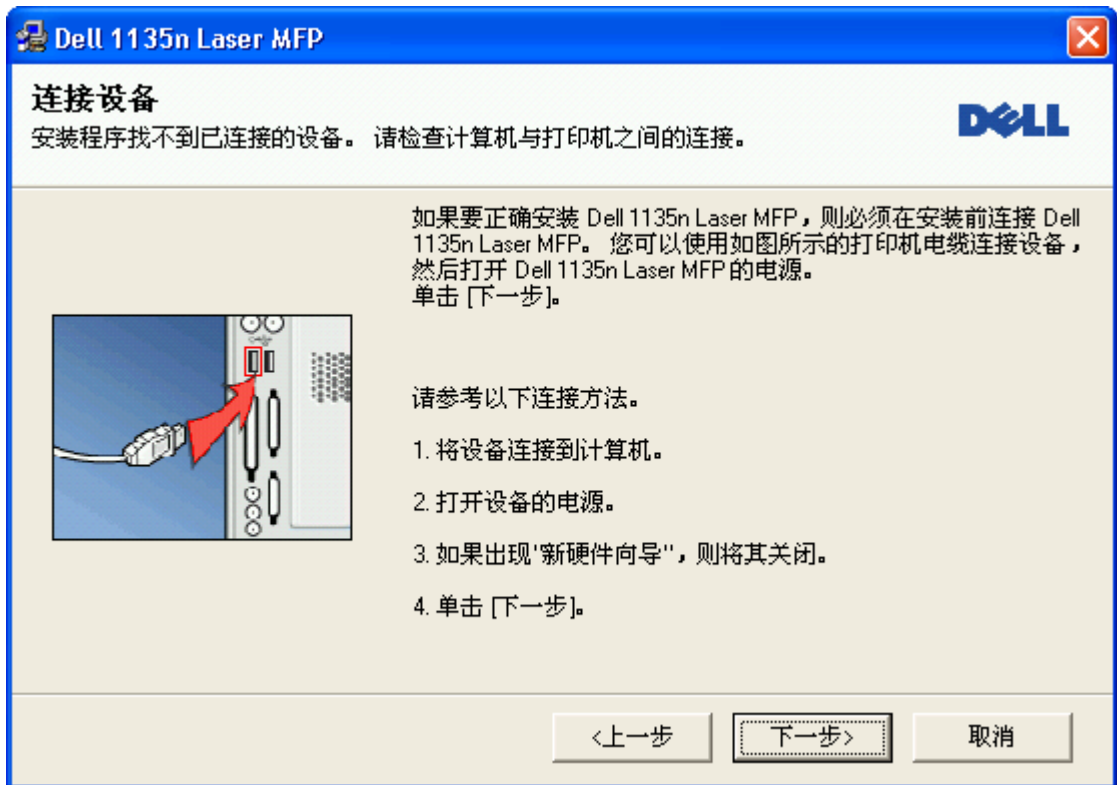 Dell 1135n Laser MFP
连接设备
安装程序找不到已连接的设备。 请检查计算机与打印机之间的连接。
DELL
如果要正确安装 Dell 1135n Laser MFP，则必须在安装前连接 Dell
1135n Laser MFP。 您可以使用如图所示的打印机电缆连接设备，
然后打开 Dell 1135n Laser MFP 的电源。
单击 [下一步]。
请参考以下连接方法。
1. 将设备连接到计算机。
2. 打开设备的电源。
3. 如果出现'新硬件向导"，则将其关闭。
4. 单击 [下一步]。
<上一步
下一步>
取消